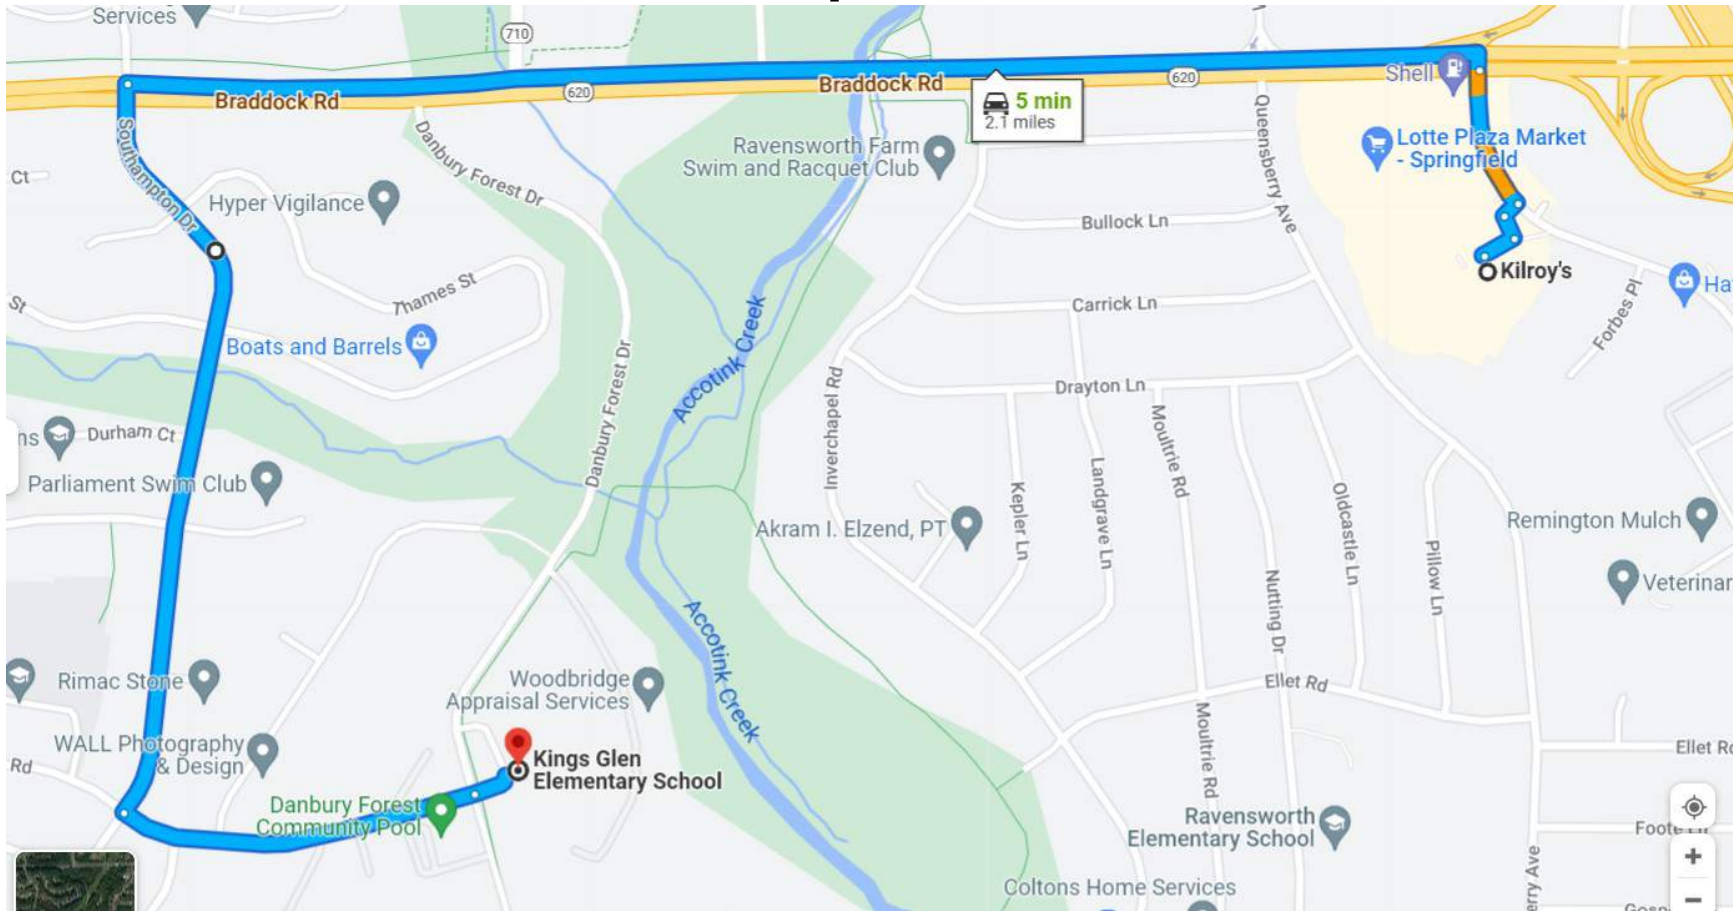 Services
710
Braddock Rd
620
Braddock Rd
620
5 min
2.1 miles
Shell
Lotte Plaza Market
- Springfield
Southampton Dr
Danbury Forest Dr
Ravensworth Farm
Swim and Racquet Club
Queensberry Ave
Ct
Hyper Vigilance
Bullock Ln
Kilroy's
Thames St
Carrick Ln
Forbes Pl
St
Boats and Barrels
Accotink Creek
Danbury Forest Dr
Inverchapel Rd
Drayton Ln
Moultrie Rd
Durham Ct
Parliament Swim Club
Landgrave Ln
Kepler Ln
Oldcastle Ln
Akram I. Elzend, PT
Remington Mulch
Pillow Ln
Nutting Dr
Accotink Creek
Rimac Stone
Woodbridge
Appraisal Services
Ellet Rd
Moultrie Rd
WALL Photography
& Design
Rd
Kings Glen
Elementary School
Ellet
Danbury Forest
Community Pool
Ravensworth
Elementary School
Coltons Home Services